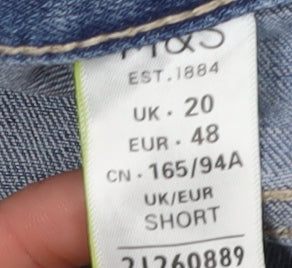 M&S
EST.1884
UK · 20
EUR · 48
CN · 165/94A
UK/EUR
SHORT
21260889